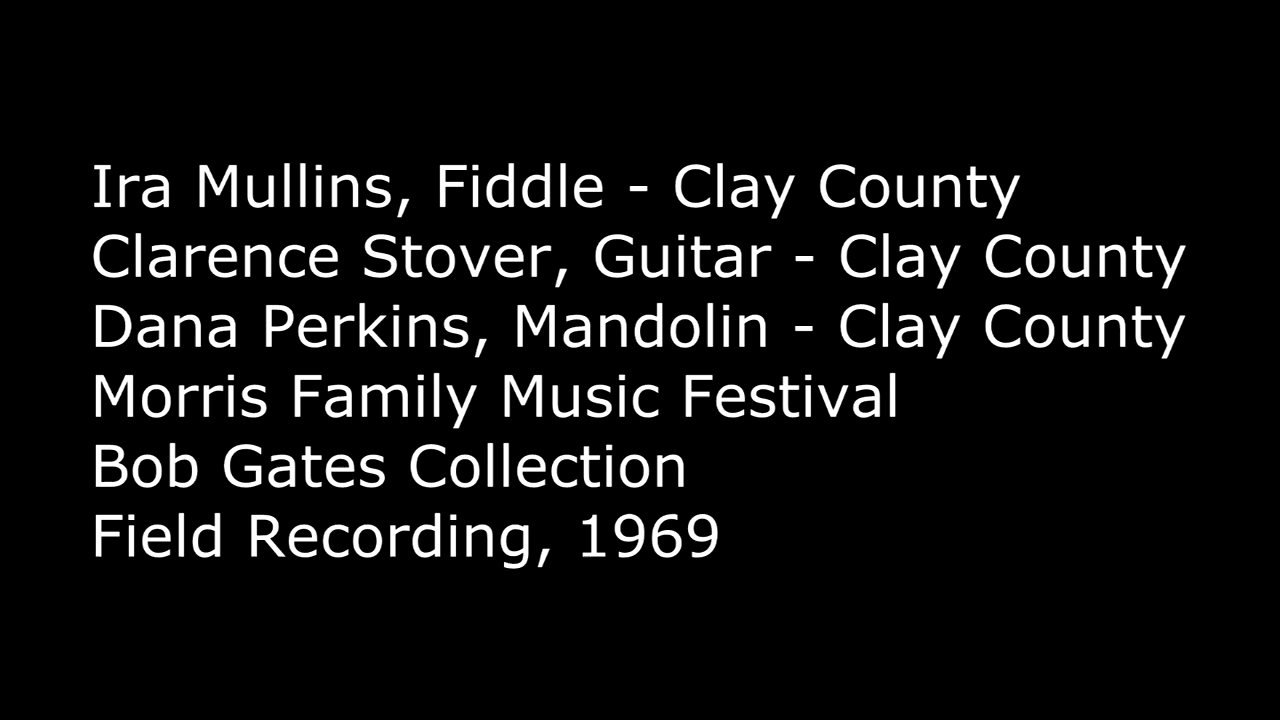 Ira Mullins, Fiddle - Clay County
Clarence Stover, Guitar - Clay County
Dana Perkins, Mandolin - Clay County
Morris Family Music Festival
Bob Gates Collection
Field Recording, 1969